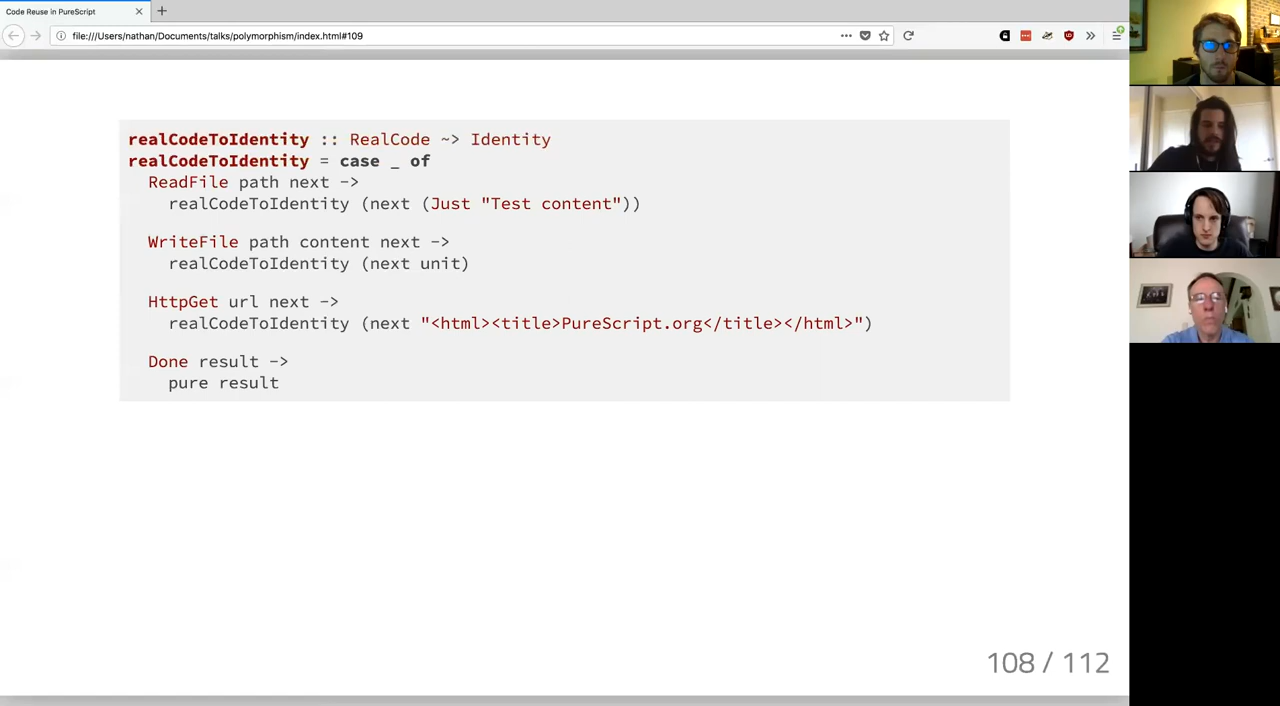 Code Reuse in PureScript
file:///Users/nathan/Documents/talks/polymorphism/index.html#109
realCodeToIdentity :: RealCode ~> Identity
realCodeToIdentity = case _ of
ReadFile path next ->
realCodeToIdentity (next (Just "Test content"))
WriteFile path content next ->
realCodeToIdentity (next unit)
HttpGet url next ->
realCodeToIdentity (next "<html><title>PureScript.org</title></html>")
Done result ->
pure result
108 / 112